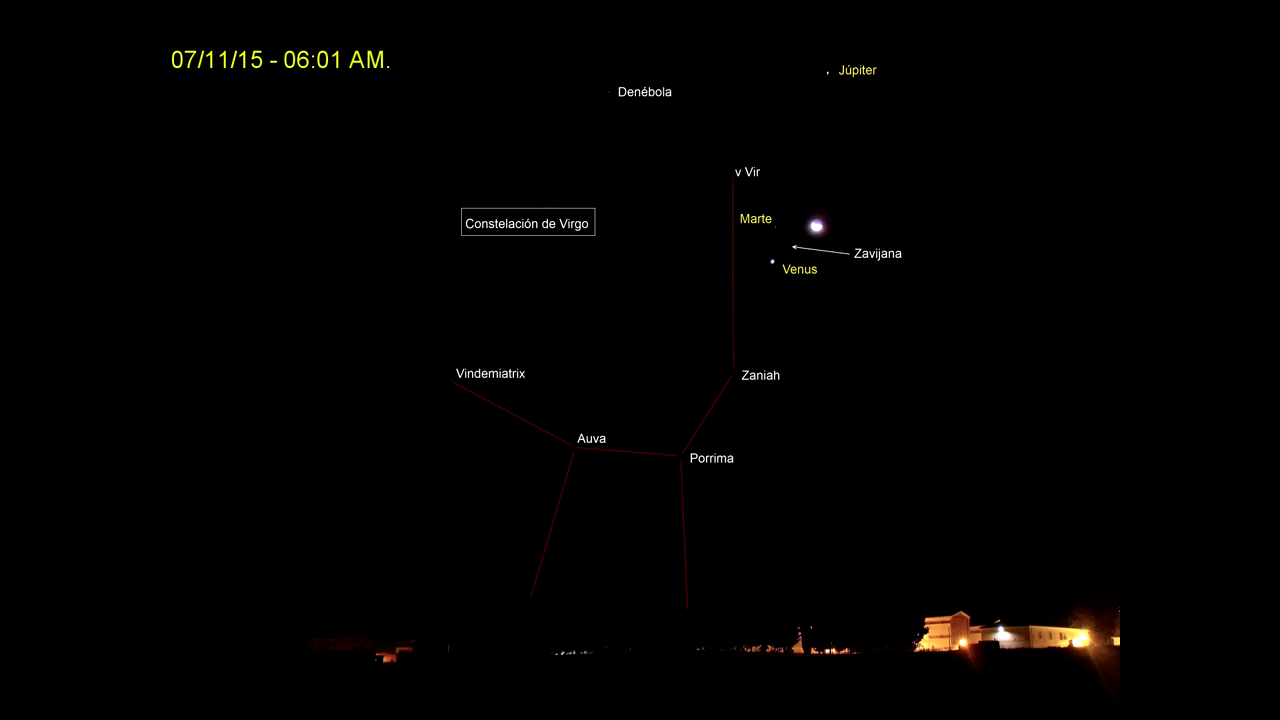 07/11/15 - 06:01 AM.
Júpiter
Denébola
v Vir
Marte
Constelación de Virgo
Zavijana
Venus
Vindemiatrix
Zaniah
Auva
Porrima